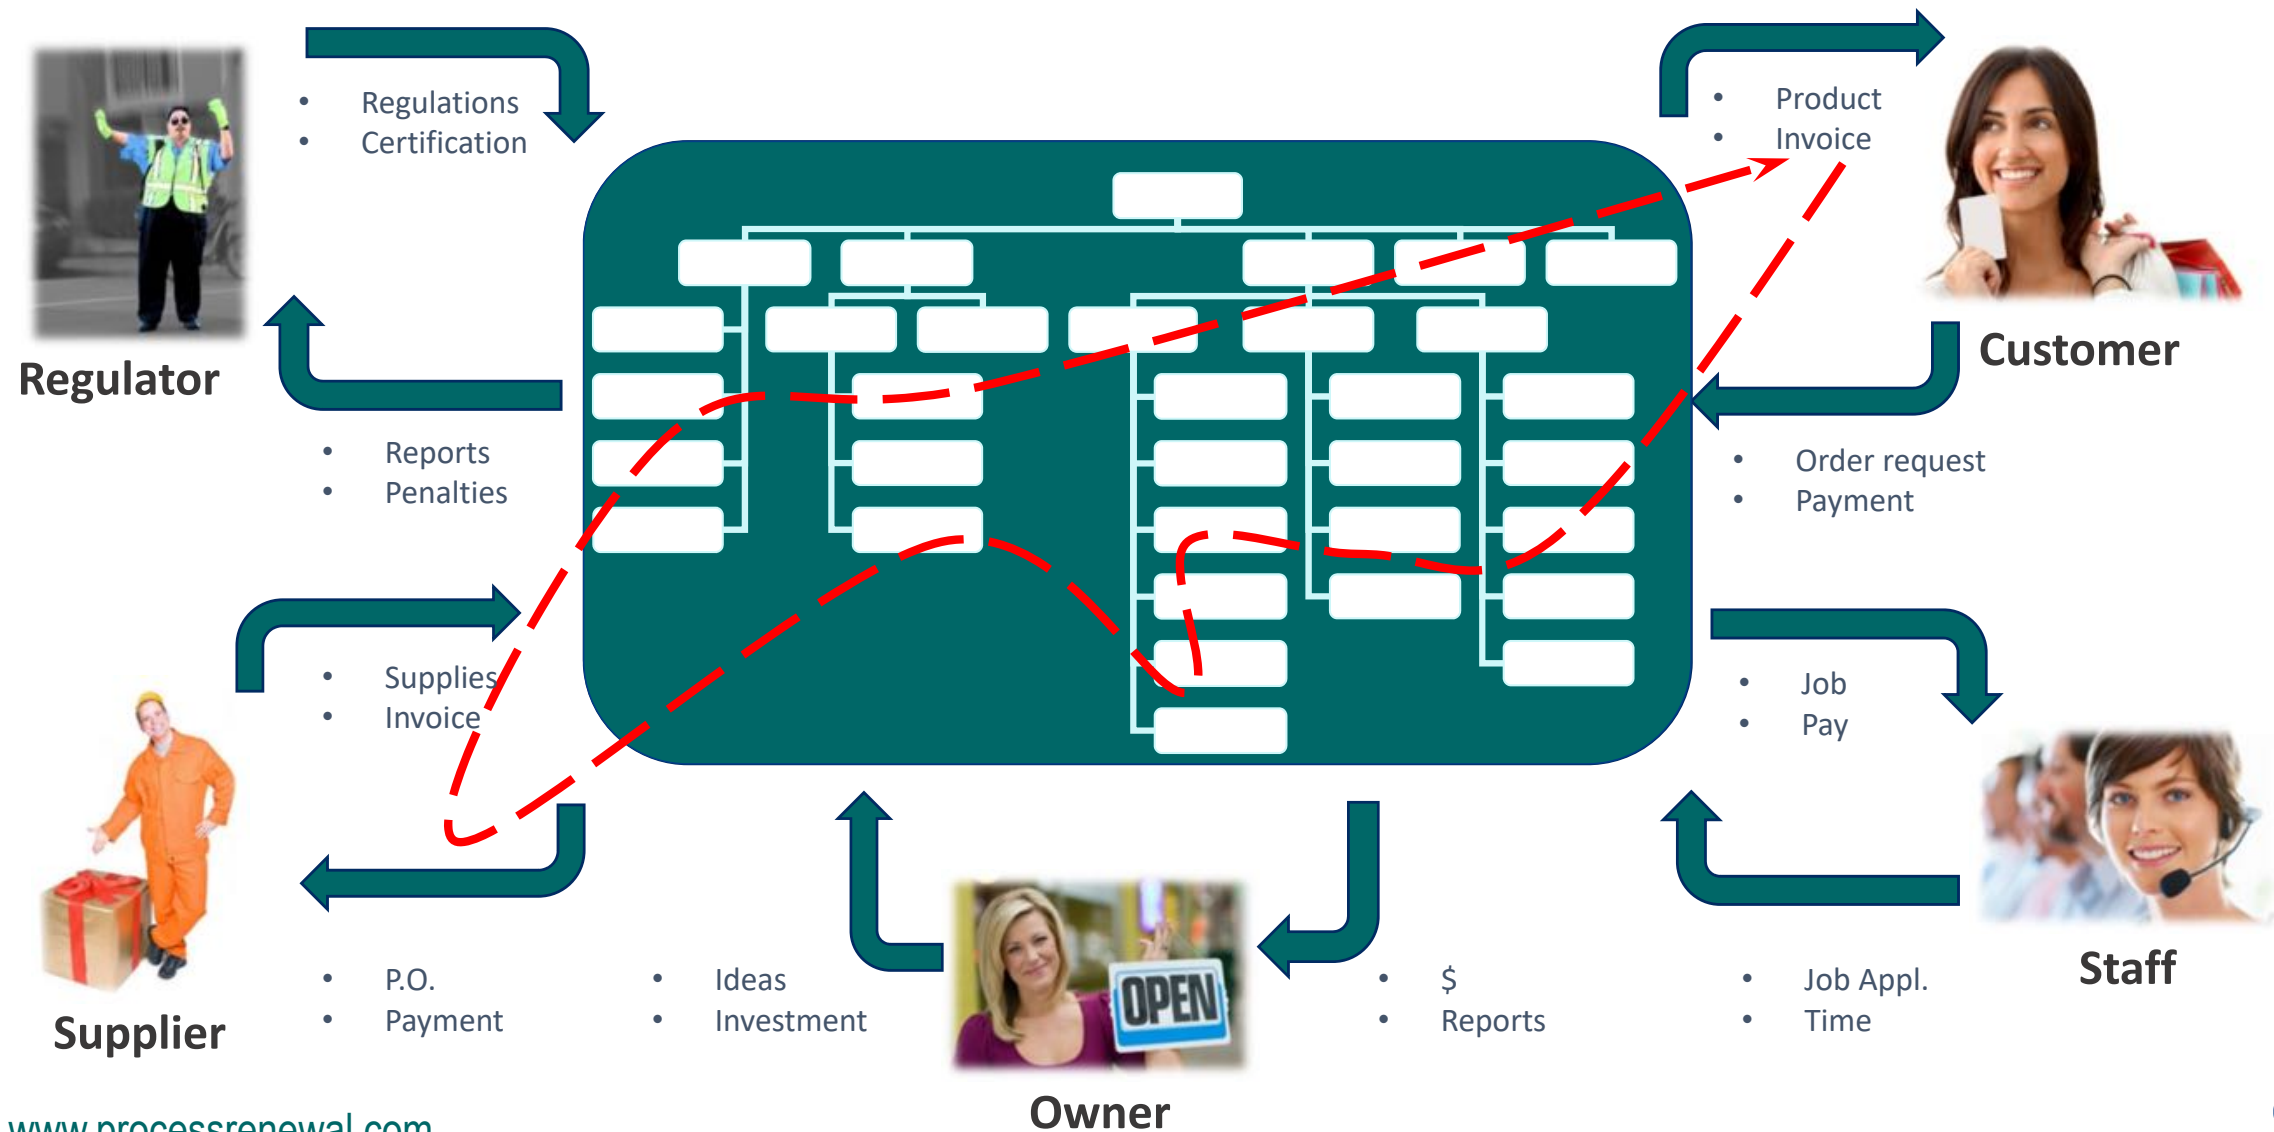 Regulations
Certification
Product
Invoice
Regulator
Customer
Reports
Penalties
Order request
Payment
Supplies
Invoice
Job
Pay
OPEN
Supplier
P.O.
Payment
Ideas
Investment
$
Reports
Job Appl.
Time
Staff
Owner
www.processrenewal.com